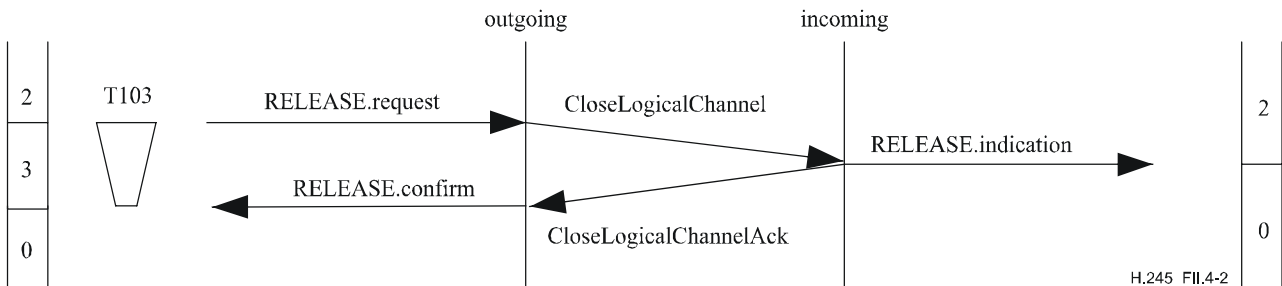 outgoing
incoming
2
T103
RELEASE.request
CloseLogicalChannel
2
3
RELEASE.indication
RELEASE.confirm
CloseLogicalChannelAck
0
0
H.245 FII.4-2